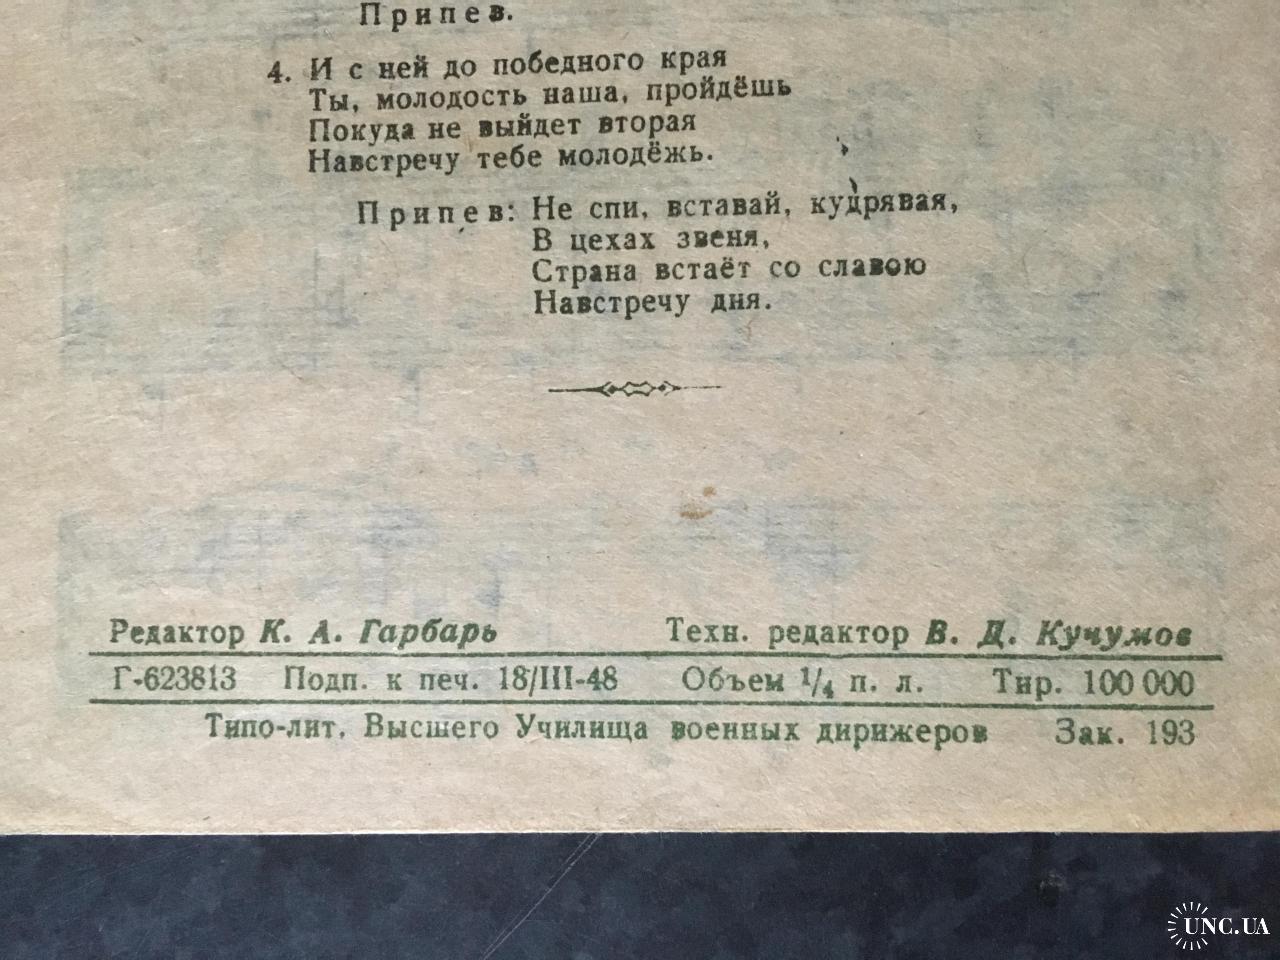 Припев.
4. И с ней до победного края
Ты, молодость наша, пройдёшь
Покуда не выйдет вторая
Навстречу тебе молодёжь.
Припев: Не спи, вставай, кудрявая,
В цехах звеня,
Страна встаёт со славою
Навстречу дня.
Редактор К. А. Гарбарь Техн. редактор В. Д. Кучумов
Г-623813 Подп. к печ. 18/III-48 Объем 1/4 п. л. Тир. 100 000
Типо-лит. Высшего Училища военных дирижеров Зак. 193
UNC.UA